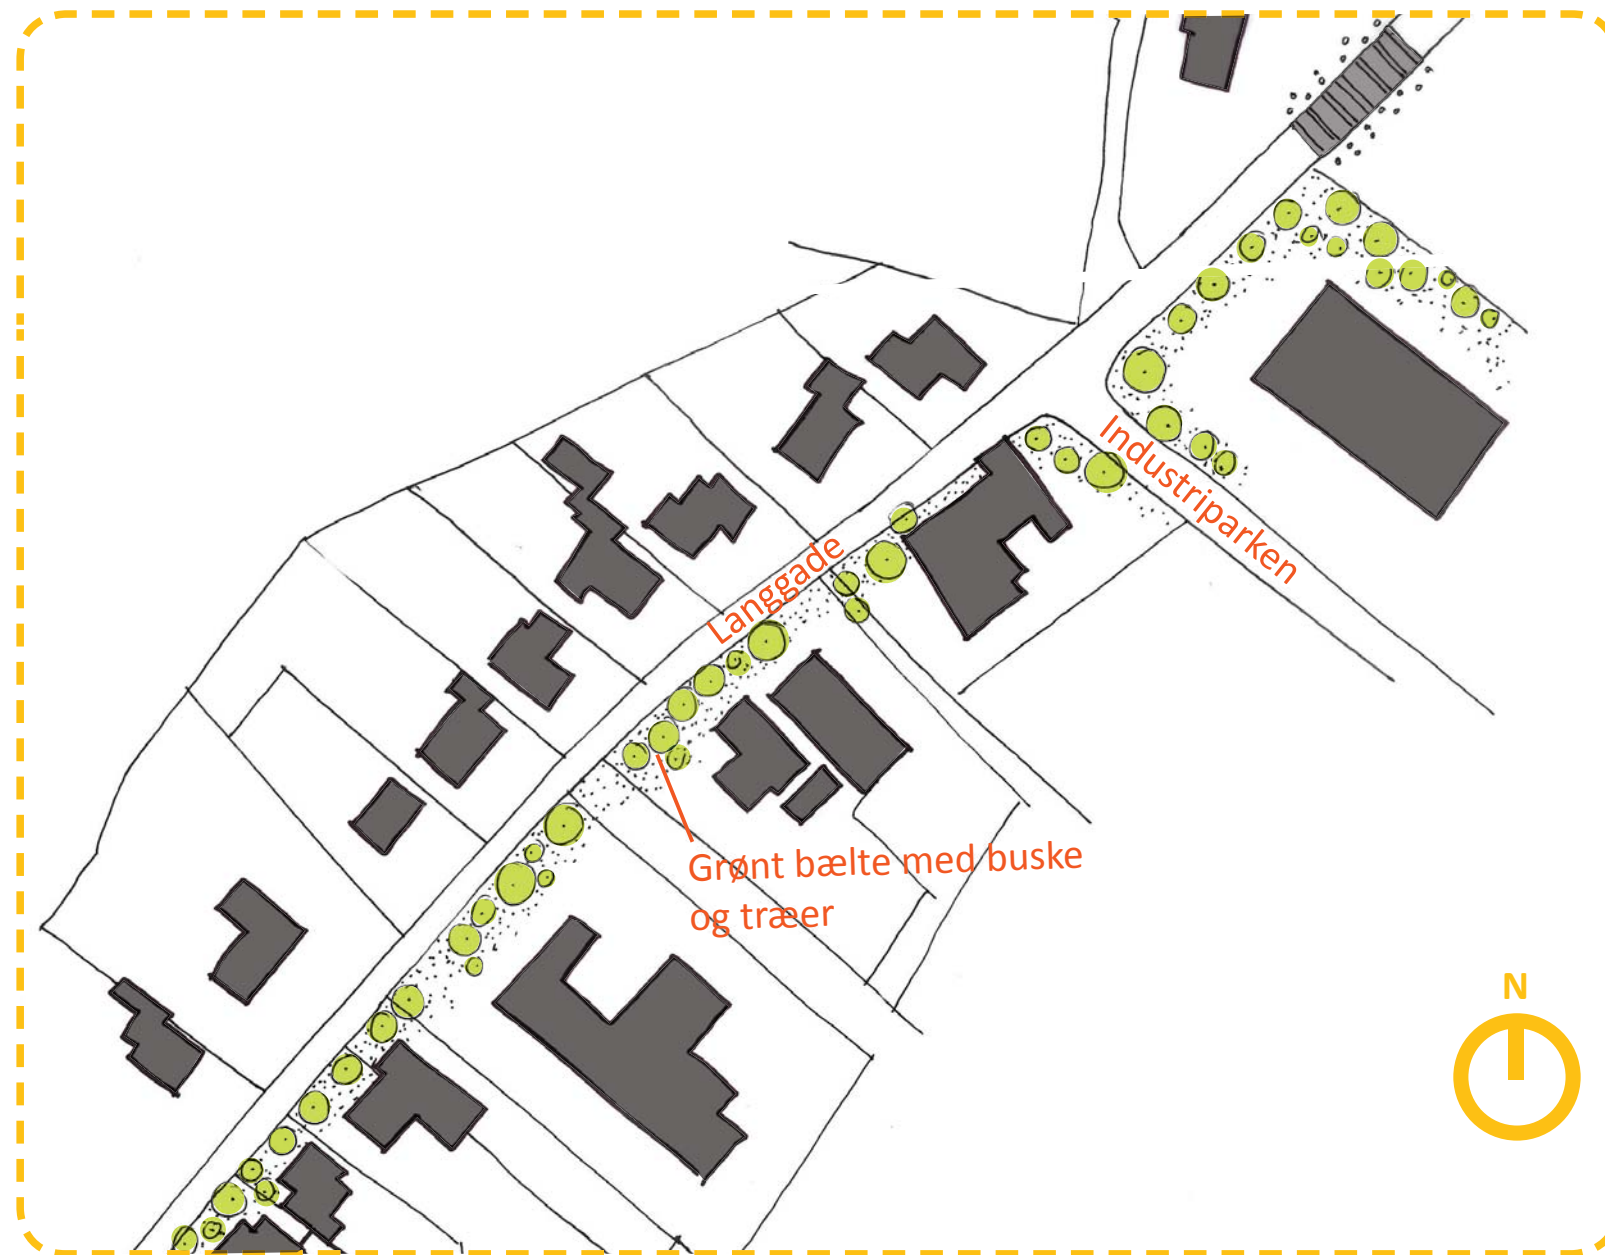 Industriparken
Langgade
Grønt bælte med buske
og træer
N